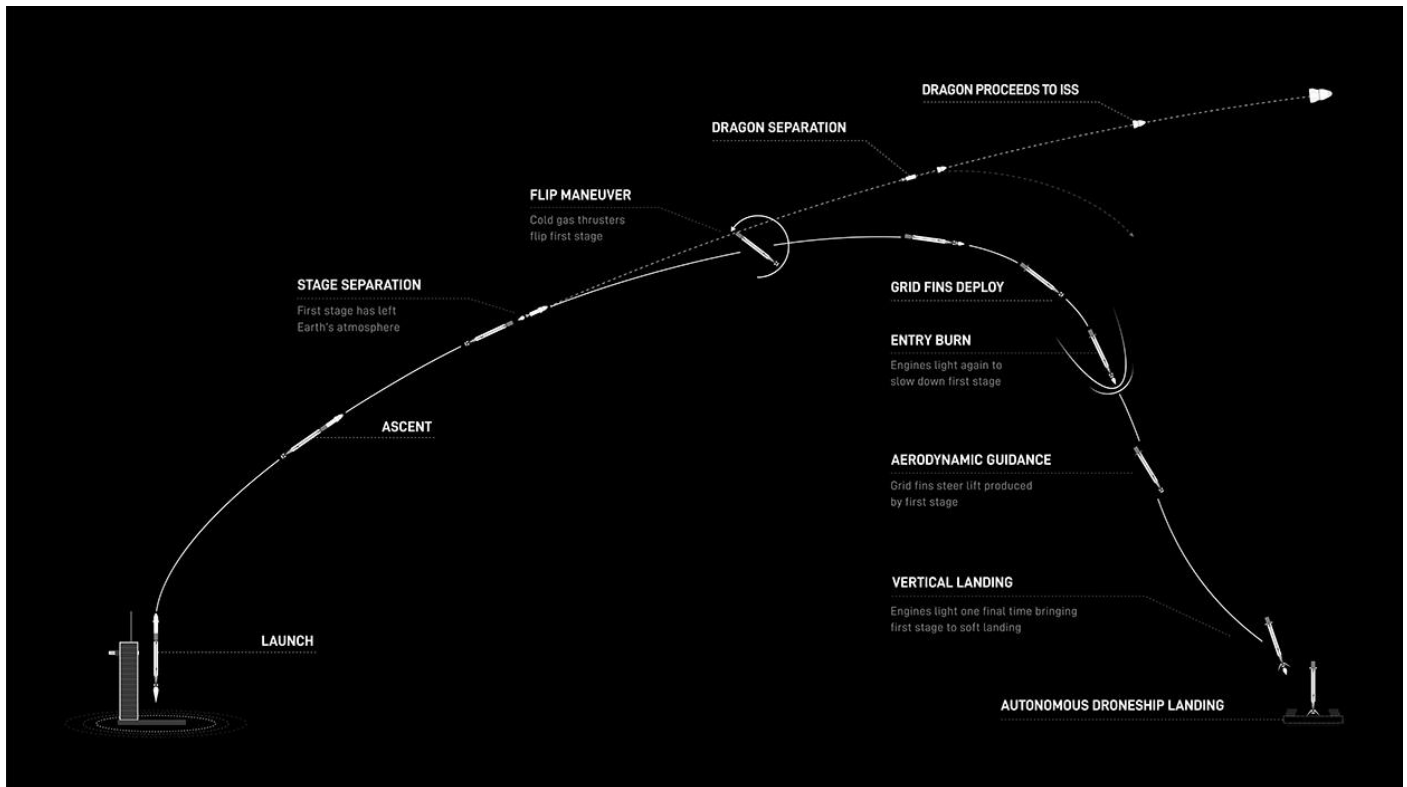 DRAGON PROCEEDS TO ISS
DRAGON SEPARATION
FLIP MANEUVER
Cold gas thrusters
flip first stage
STAGE SEPARATION
First stage has left
Earth's atmosphere
GRID FINS DEPLOY
ENTRY BURN
Engines light again to
slow down first stage
ASCENT
AERODYNAMIC GUIDANCE
Grid fins steer lift produced
by first stage
VERTICAL LANDING
Engines light one final time bringing
first stage to soft landing
LAUNCH
AUTONOMOUS DRONESHIP LANDING